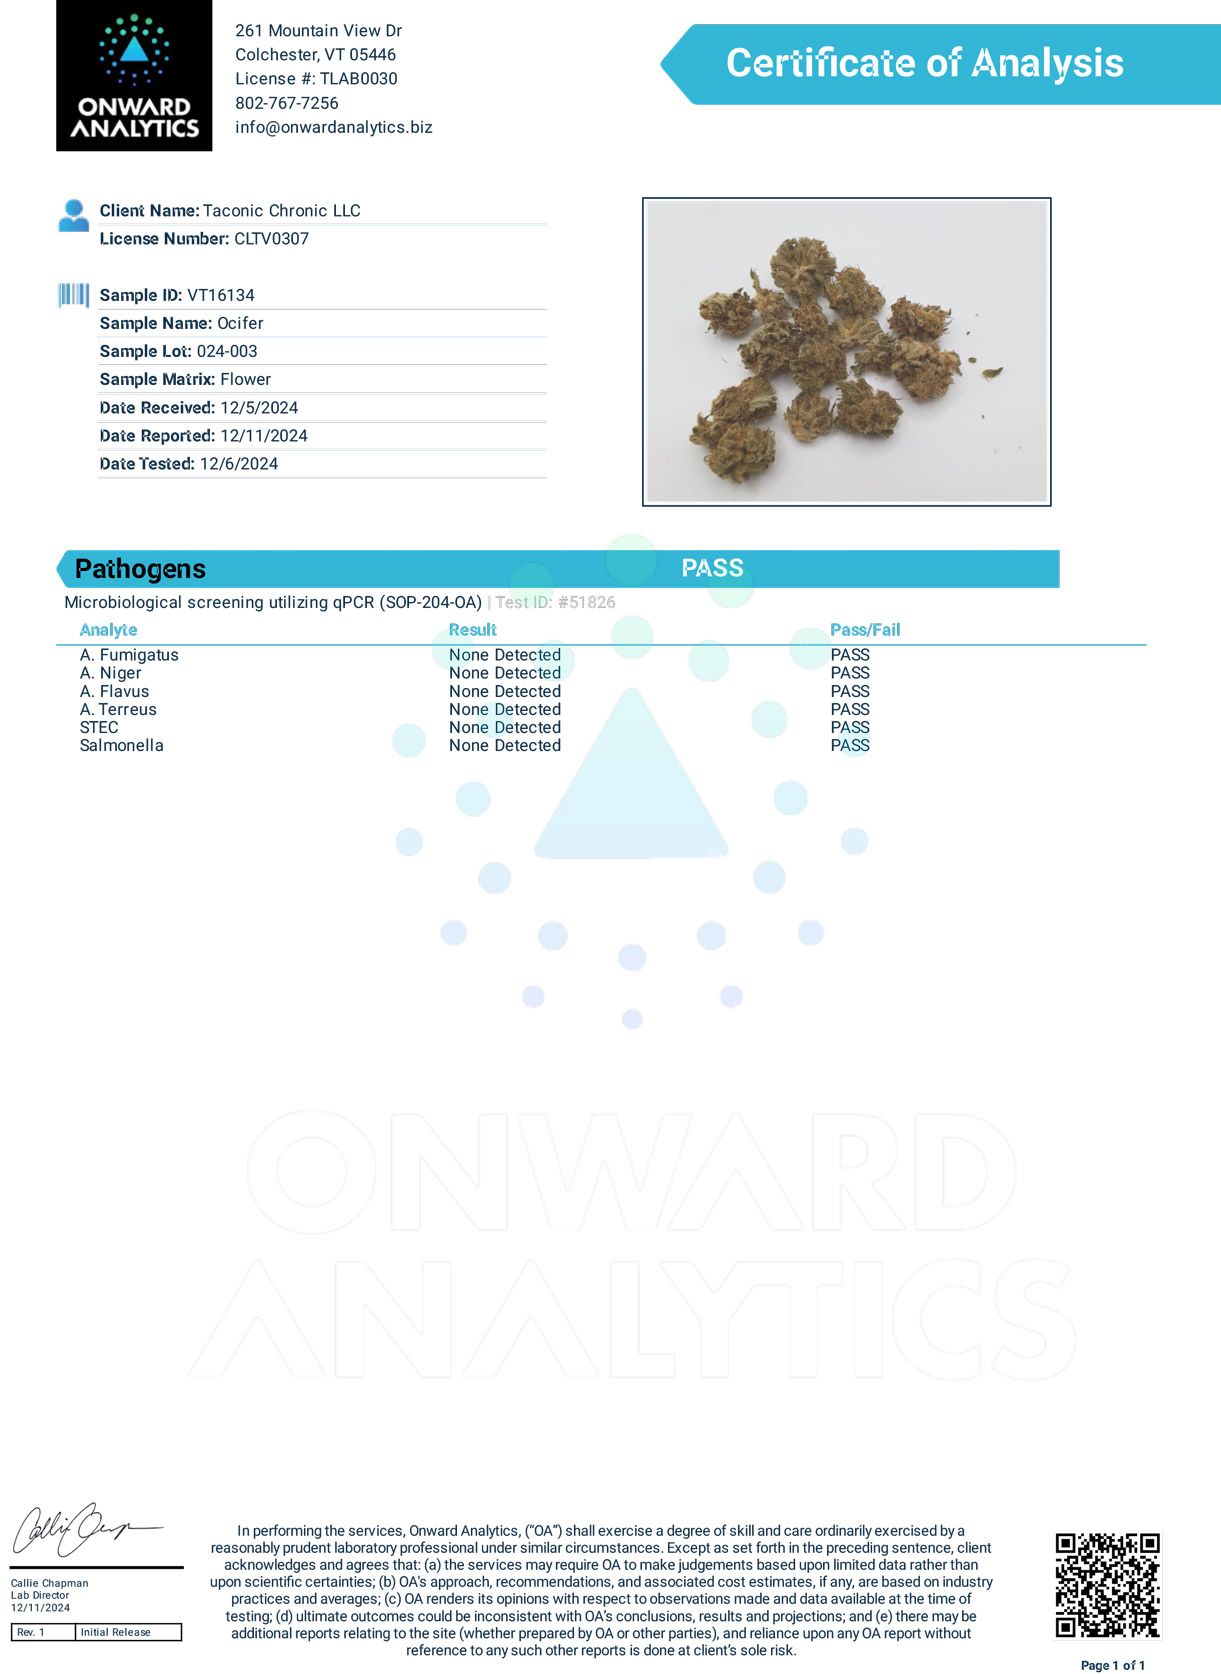 ONWARD
ANALYTICS
261 Mountain View Dr
Colchester, VT 05446
License #: TLAB0030
802-767-7256
info@onwardanalytics.biz
Certificate of Analysis
Client Name: Taconic Chronic LLC
License Number: CLTV0307
Sample ID: VT16134
Sample Name: Ocifer
Sample Lot: 024-003
Sample Matrix: Flower
Date Received: 12/5/2024
Date Reported: 12/11/2024
Date Tested: 12/6/2024
Pathogens PASS
Microbiological screening utilizing qPCR (SOP-204-OA) | Test ID: #51826
Analyte Result Pass/Fail
A. Fumigatus None Detected PASS
A. Niger None Detected PASS
A. Flavus None Detected PASS
A. Terreus None Detected PASS
STEC None Detected PASS
Salmonella None Detected PASS
ONWARD
ANALYTICS
Callie Chapman
Lab Director
12/11/2024
Rev. 1 Initial Release
In performing the services, Onward Analytics, (“OA”) shall exercise a degree of skill and care ordinarily exercised by a
reasonably prudent laboratory professional under similar circumstances. Except as set forth in the preceding sentence, client
acknowledges and agrees that: (a) the services may require OA to make judgements based upon limited data rather than
upon scientific certainties; (b) OA's approach, recommendations, and associated cost estimates, if any, are based on industry
practices and averages; (c) OA renders its opinions with respect to observations made and data available at the time of
testing; (d) ultimate outcomes could be inconsistent with OA's conclusions, results and projections; and (e) there may be
additional reports relating to the site (whether prepared by OA or other parties), and reliance upon any OA report without
reference to any such other reports is done at client's sole risk.
Page 1 of 1